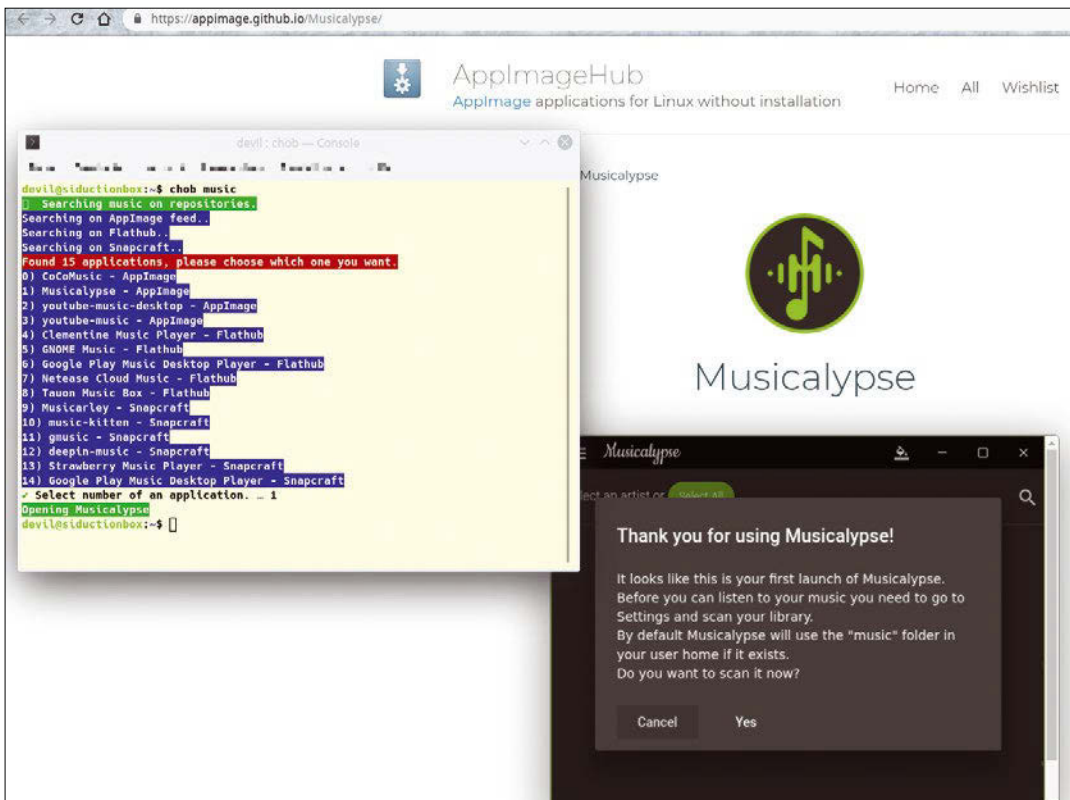 https://appimage.github.io/Musicalypse/
AppImageHub
AppImage applications for Linux without installation
Home All Wishlist
devil : chob — Console
devil@siductionbox:~$ chob music
Searching music on repositories.
Searching on AppImage feed..
Searching on Flathub..
Searching on Snapcraft..
Found 15 applications, please choose which one you want.
0) CoCoMusic - AppImage
1) Musicalypse - AppImage
2) youtube-music-desktop - AppImage
3) youtube-music - AppImage
4) Clementine Music Player - Flathub
5) GNOME Music - Flathub
6) Google Play Music Desktop Player - Flathub
7) Netease Cloud Music - Flathub
8) Tauon Music Box - Flathub
9) Musicarley - Snapcraft
10) music-kitten - Snapcraft
11) gmusic - Snapcraft
12) deepin-music - Snapcraft
13) Strawberry Music Player - Snapcraft
14) Google Play Music Desktop Player - Snapcraft
✔ Select number of an application. … 1
Opening Musicalypse
devil@siductionbox:~$
Musicalypse
Musicalypse
Musicalypse
an artist or Select All
Thank you for using Musicalypse!
It looks like this is your first launch of Musicalypse.
Before you can listen to your music you need to go to
Settings and scan your library.
By default Musicalypse will use the "music" folder in
your user home if it exists.
Do you want to scan it now?
Cancel Yes